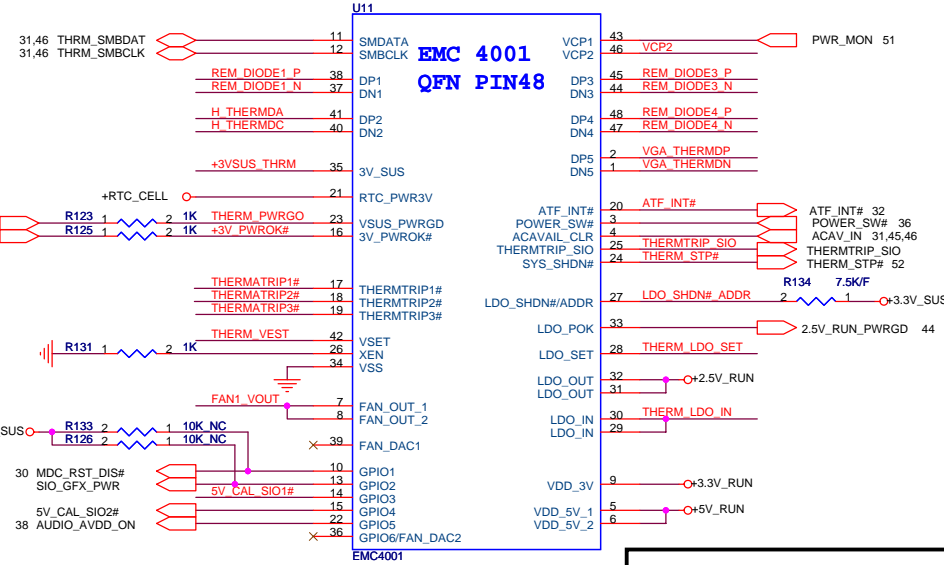 U11
31,46 THRM_SMBDAT 11 SMDATA EMC 4001 VCP1 43 PWR_MON 51
31,46 THRM_SMBCLK 12 SMBCLK VCP2 46 VCP2
QFN PIN48
REM_DIODE1_P 38 DP1 DP3 45 REM_DIODE3_P
REM_DIODE1_N 37 DN1 DN3 44 REM_DIODE3_N
H_THERMDA 41 DP2 DP4 48 REM_DIODE4_P
H_THERMDC 40 DN2 DN4 47 REM_DIODE4_N
DP5 2 VGA_THERMDP
+3VSUS_THRM 35 3V_SUS DN5 1 VGA_THERMDN
+RTC_CELL 21 RTC_PWR3V
ATF_INT# 20 ATF_INT# ATF_INT# 32
R123 1 2 1K THERM_PWRGO 23 VSUS_PWRGD POWER_SW# 3 POWER_SW# 36
R125 1 2 1K +3V_PWROK# 16 3V_PWROK# ACAVAIL_CLR 4 ACAV_IN 31,45,46
THERMTRIP_SIO 25 THERMTRIP_SIO THERMTRIP_SIO
SYS_SHDN# 24 THERM_STP# THERM_STP# 52
R134 7.5K/F
THERMATRIP1# 17 THERMTRIP1#
THERMATRIP2# 18 THERMTRIP2# LDO_SHDN#/ADDR 27 LDO_SHDN#_ADDR 2 1 +3.3V_SUS
THERMATRIP3# 19 THERMTRIP3#
LDO_POK 33 2.5V_RUN_PWRGD 44
THERM_VEST 42 VSET
R131 1 2 1K 26 XEN LDO_SET 28 THERM_LDO_SET
34 VSS
LDO_OUT 32 +2.5V_RUN
LDO_OUT 31
FAN1_VOUT 7 FAN_OUT_1
8 FAN_OUT_2 LDO_IN 30 THERM_LDO_IN
SUS R133 2 1 10K_NC LDO_IN 29
R126 2 1 10K_NC 39 FAN_DAC1
30 MDC_RST_DIS# 10 GPIO1
SIO_GFX_PWR 13 GPIO2 VDD_3V 9 +3.3V_RUN
5V_CAL_SIO1# 14 GPIO3
5V_CAL_SIO2# 15 GPIO4 VDD_5V_1 5 +5V_RUN
38 AUDIO_AVDD_ON 22 GPIO5 VDD_5V_2 6
36 GPIO6/FAN_DAC2
EMC4001